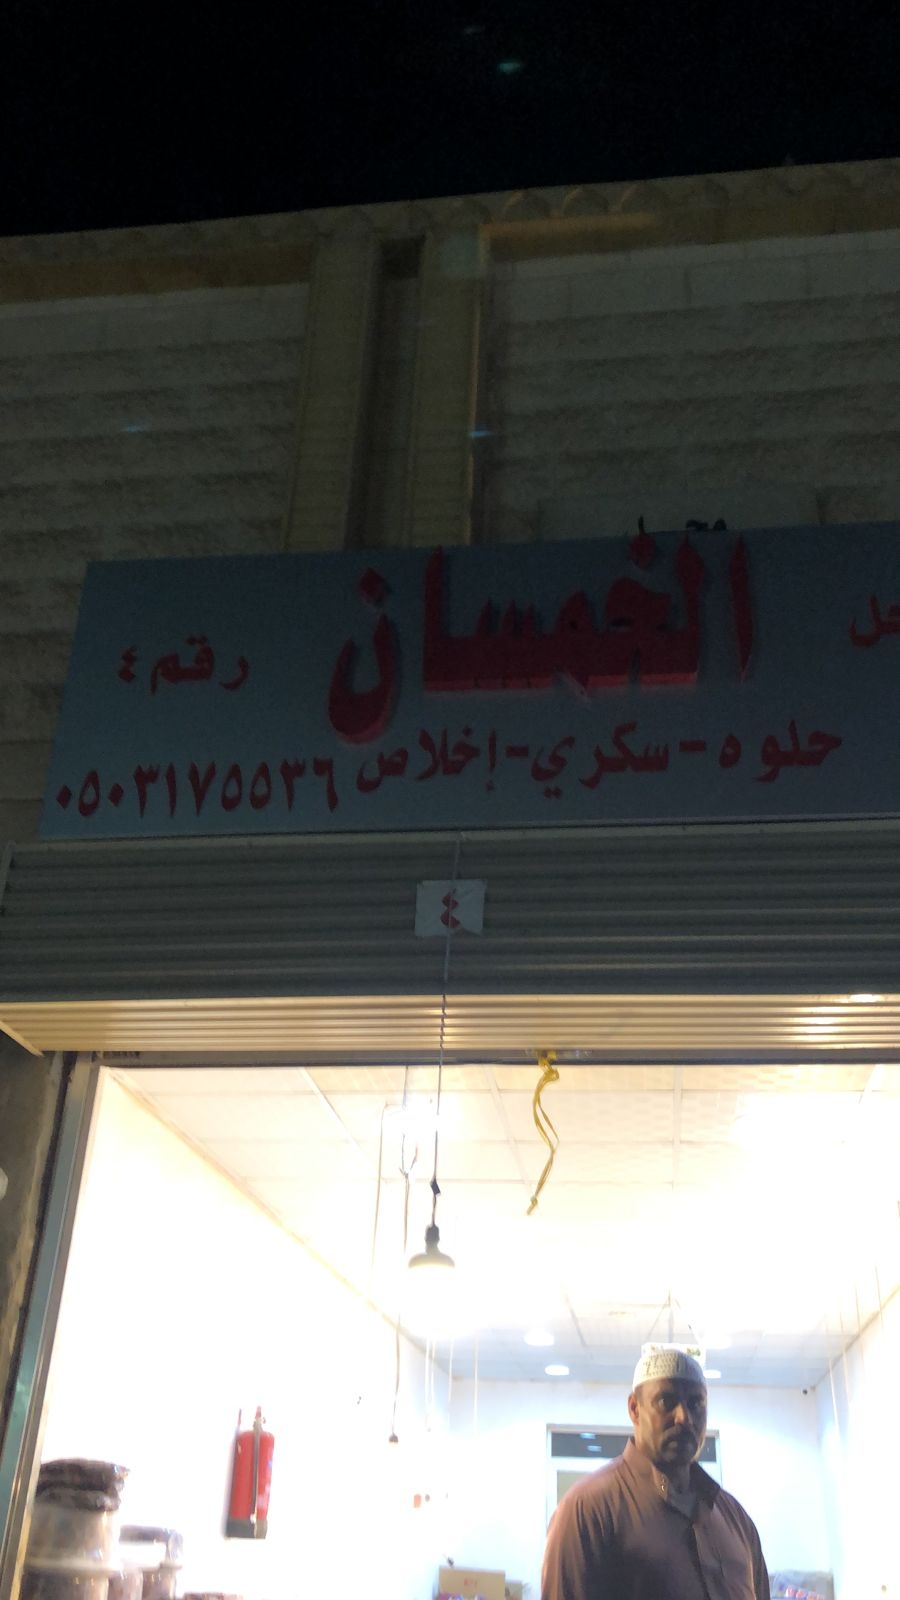 الخمسان
رقم ٤
حلوه - سكري - إخلاص ٠٥٠٣١٧٥٥٣٦
٤